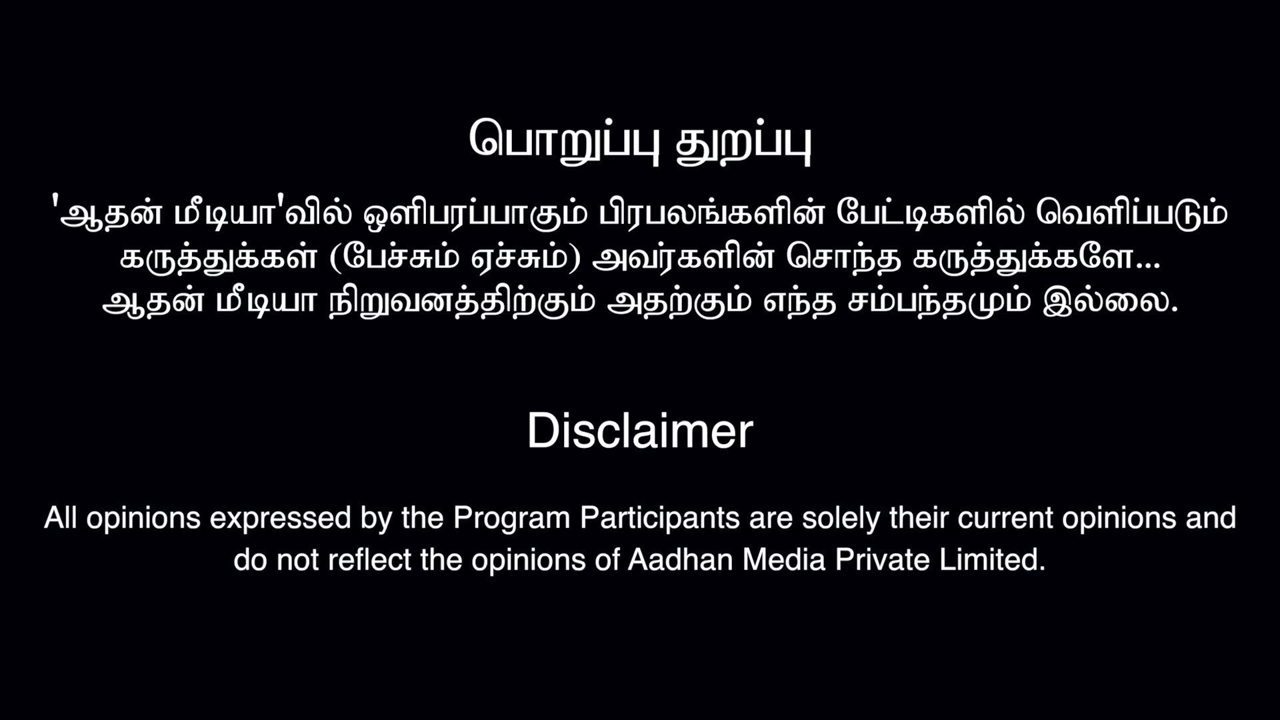 பொறுப்பு துறப்பு
'ஆதன் மீடியா'வில் ஒளிபரப்பாகும் பிரபலங்களின் பேட்டிகளில் வெளிப்படும்
கருத்துக்கள் (பேச்சும் ஏச்சும்) அவர்களின் சொந்த கருத்துக்களே...
ஆதன் மீடியா நிறுவனத்திற்கும் அதற்கும் எந்த சம்பந்தமும் இல்லை.
Disclaimer
All opinions expressed by the Program Participants are solely their current opinions and
do not reflect the opinions of Aadhan Media Private Limited.